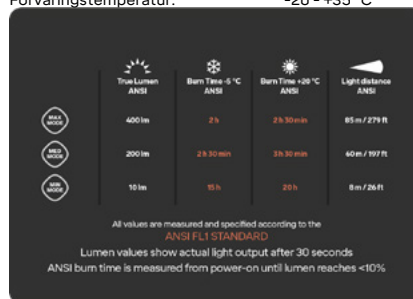 Förvaringstemperatur: -20 - +35 °C
True Lumen ANSI Burn Time -5 °C ANSI Burn Time +20 °C ANSI Light distance ANSI
MAX MODE 400 lm 2 h 2 h 30 min 85 m / 279 ft
MED MODE 200 lm 2 h 30 min 3 h 30 min 60 m / 197 ft
MIN MODE 10 lm 15 h 20 h 8 m / 26 ft
All values are measured and specified according to the
ANSI FL1 STANDARD
Lumen values show actual light output after 30 seconds
ANSI burn time is measured from power-on until lumen reaches <10%